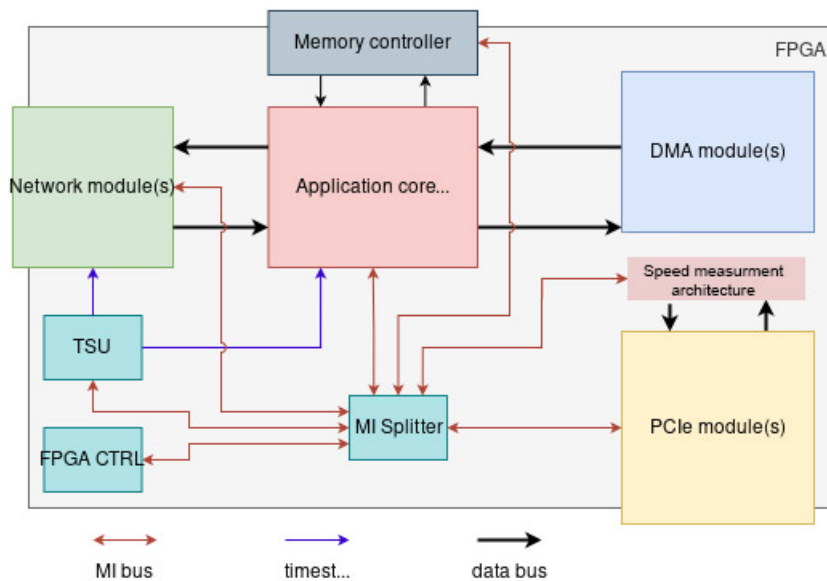 Memory controller
FPGA
Network module(s)
Application core...
DMA module(s)
Speed measurment
architecture
TSU
MI Splitter
PCIe module(s)
FPGA CTRL
MI bus
timest...
data bus